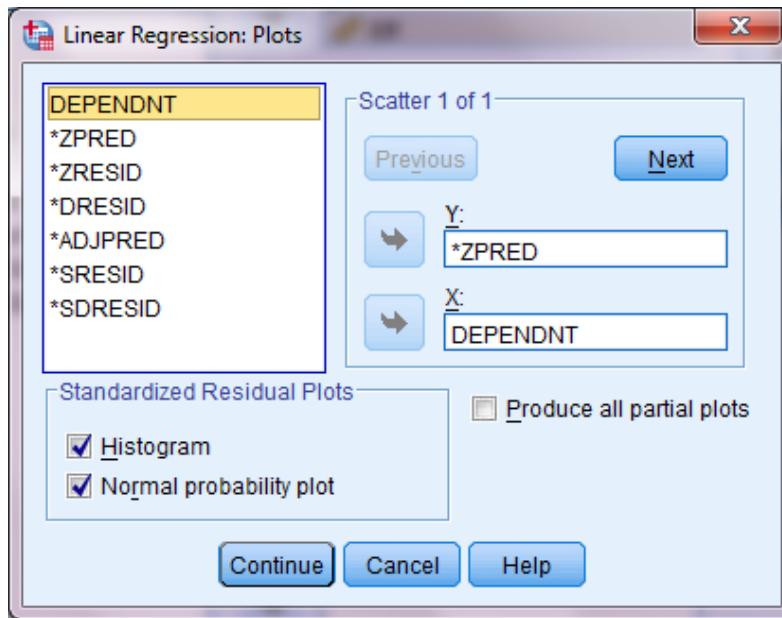 Linear Regression: Plots
DEPENDNT
*ZPRED
*ZRESID
*DRESID
*ADJPRED
*SRESID
*SDRESID
Scatter 1 of 1
Previous
Next
Y:
*ZPRED
X:
DEPENDNT
Standardized Residual Plots
Histogram
Normal probability plot
Produce all partial plots
Continue
Cancel
Help